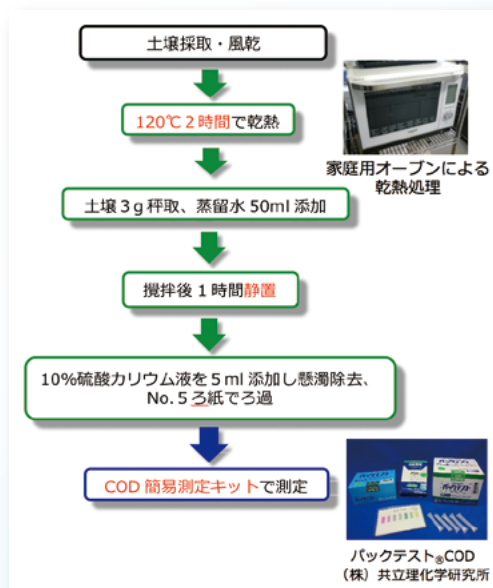 土壌採取・風乾
120℃２時間で乾熱
家庭用オーブンによる
乾熱処理
土壌３ｇ秤取、蒸留水 50ml 添加
攪拌後１時間静置
10%硫酸カリウム液を５ml 添加し懸濁除去、
No.５ろ紙でろ過
COD 簡易測定キットで測定
パックテスト®COD
（株）共立理化学研究所